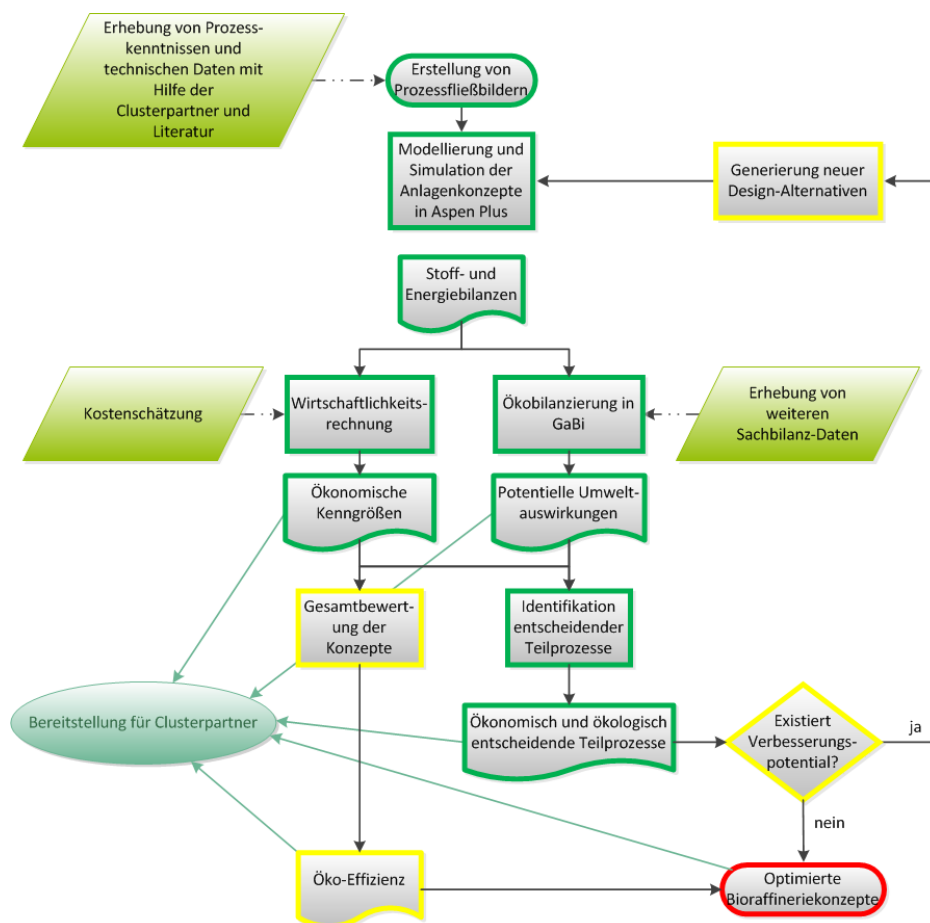 Erhebung von Prozess-
kenntnissen und
technischen Daten mit
Hilfe der
Clusterpartner und
Literatur
Erstellung von
Prozessfließbildern
Modellierung und
Simulation der
Anlagenkonzepte
in Aspen Plus
Generierung neuer
Design-Alternativen
Stoff- und
Energiebilanzen
Kostenschätzung
Wirtschaftlichkeits-
rechnung
Ökobilanzierung in
GaBi
Erhebung von
weiteren
Sachbilanz-Daten
Ökonomische
Kenngrößen
Potentielle Umwelt-
auswirkungen
Gesamtbewert-
ung der
Konzepte
Identifikation
entscheidender
Teilprozesse
Bereitstellung für Clusterpartner
Ökonomisch und ökologisch
entscheidende Teilprozesse
Existiert
Verbesserungs-
potential?
ja
nein
Öko-Effizienz
Optimierte
Bioraffineriekonzepte